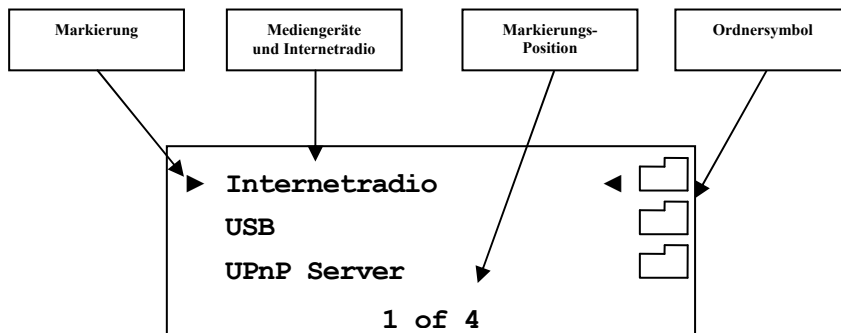 Markierung
Mediengeräte
und Internetradio
Markierungs-
Position
Ordnersymbol
► Internetradio ◄
USB
UPnP Server
1 of 4